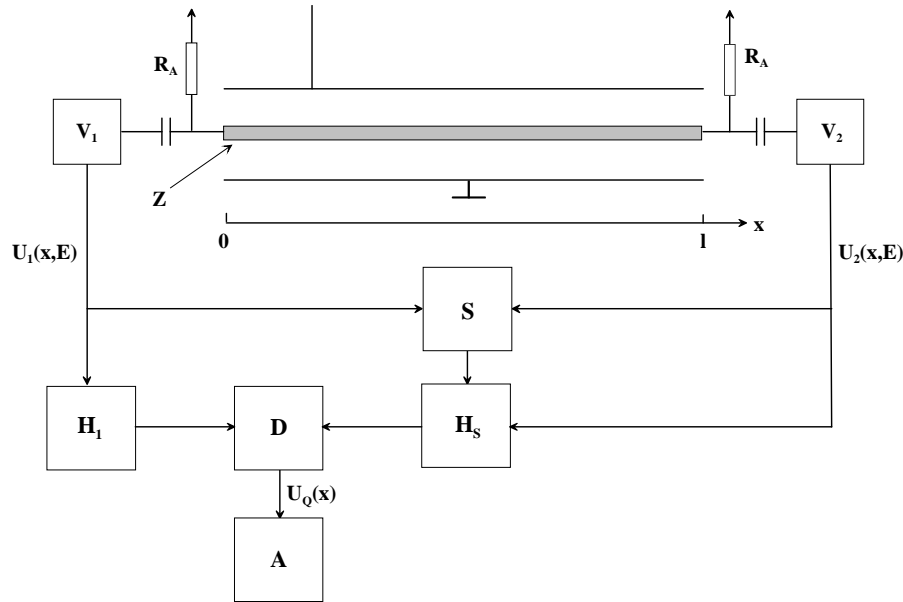 R_A
R_A
V_1
V_2
Z
0
l
x
U_1(x,E)
U_2(x,E)
S
H_1
D
H_S
U_Q(x)
A